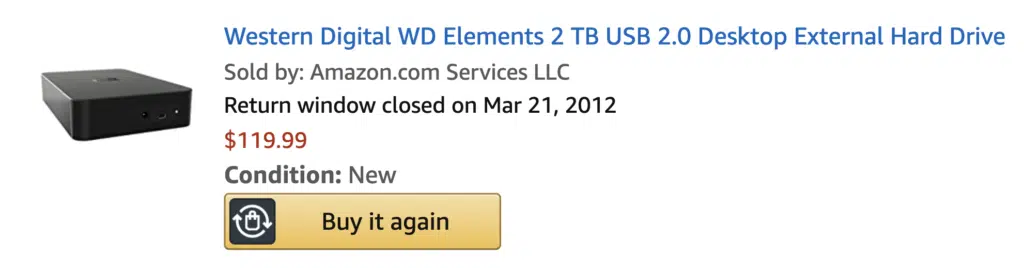 Western Digital WD Elements 2 TB USB 2.0 Desktop External Hard Drive
Sold by: Amazon.com Services LLC
Return window closed on Mar 21, 2012
$119.99
Condition: New
Buy it again